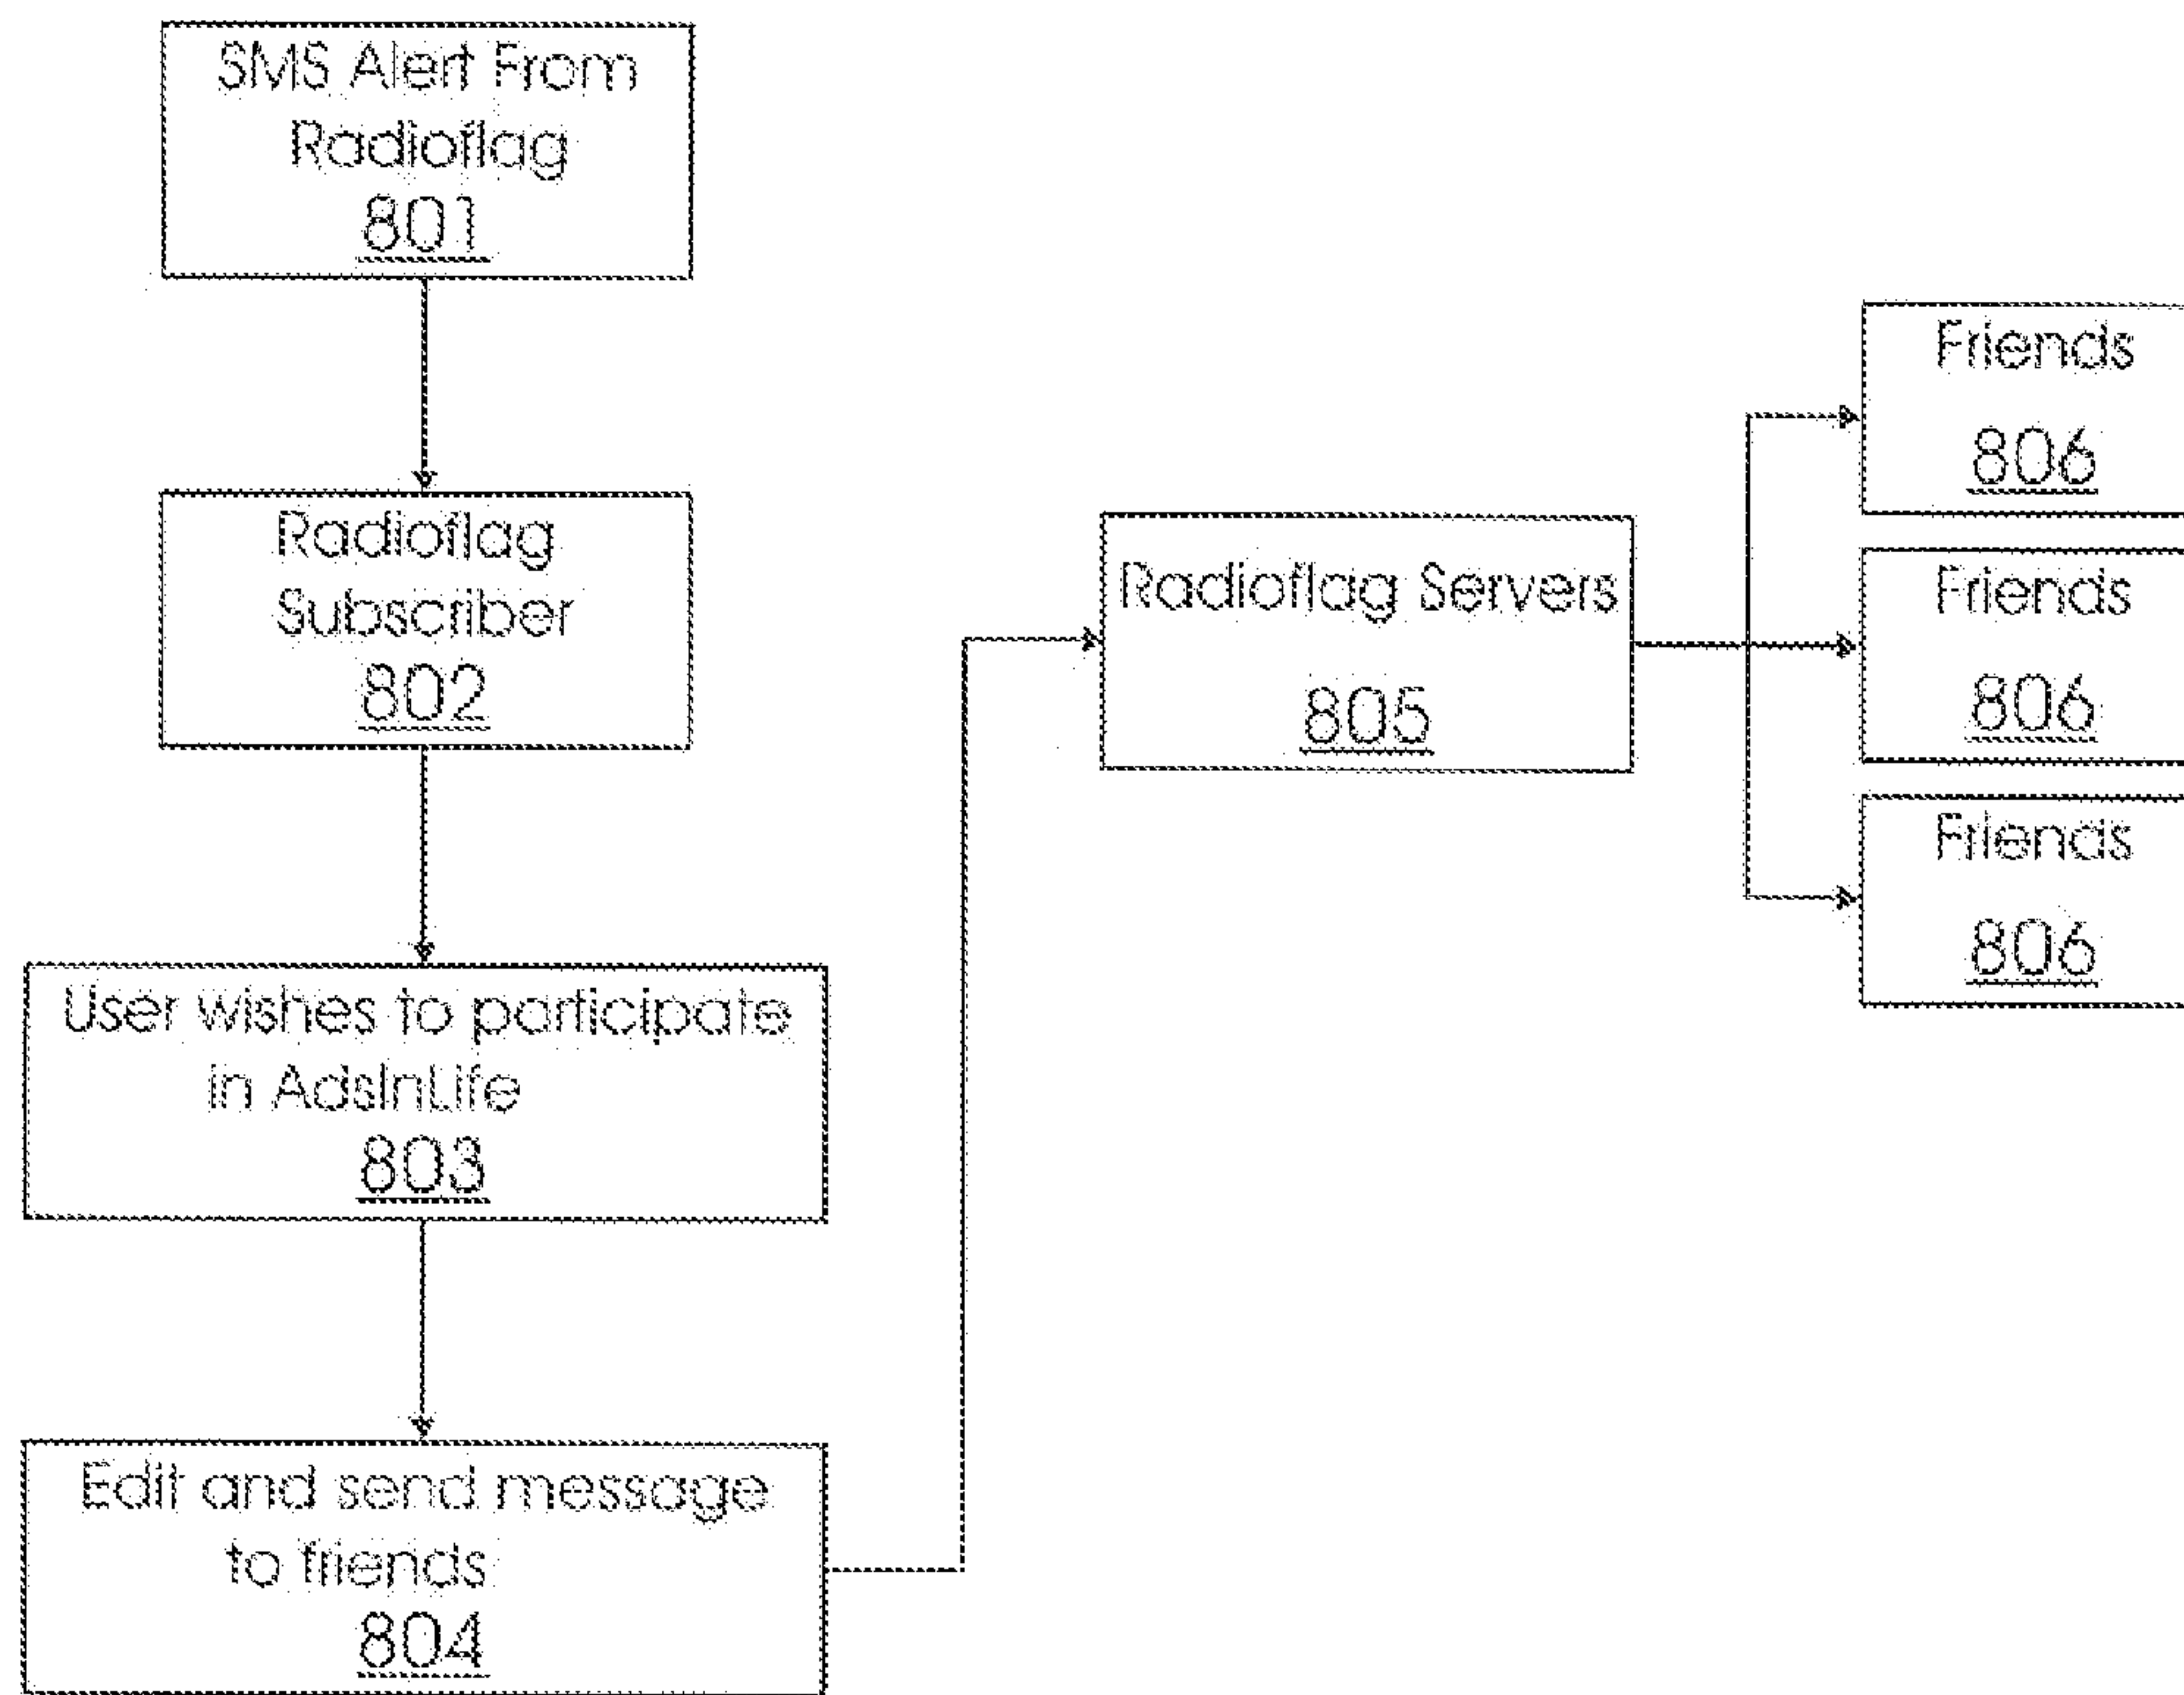 SMS Alert From
Radioflag
801
Radioflag
Subscriber
802
User wishes to participate
in AdsInLife
803
Edit and send message
to friends
804
Radioflag Servers
805
Friends
806
Friends
806
Friends
806